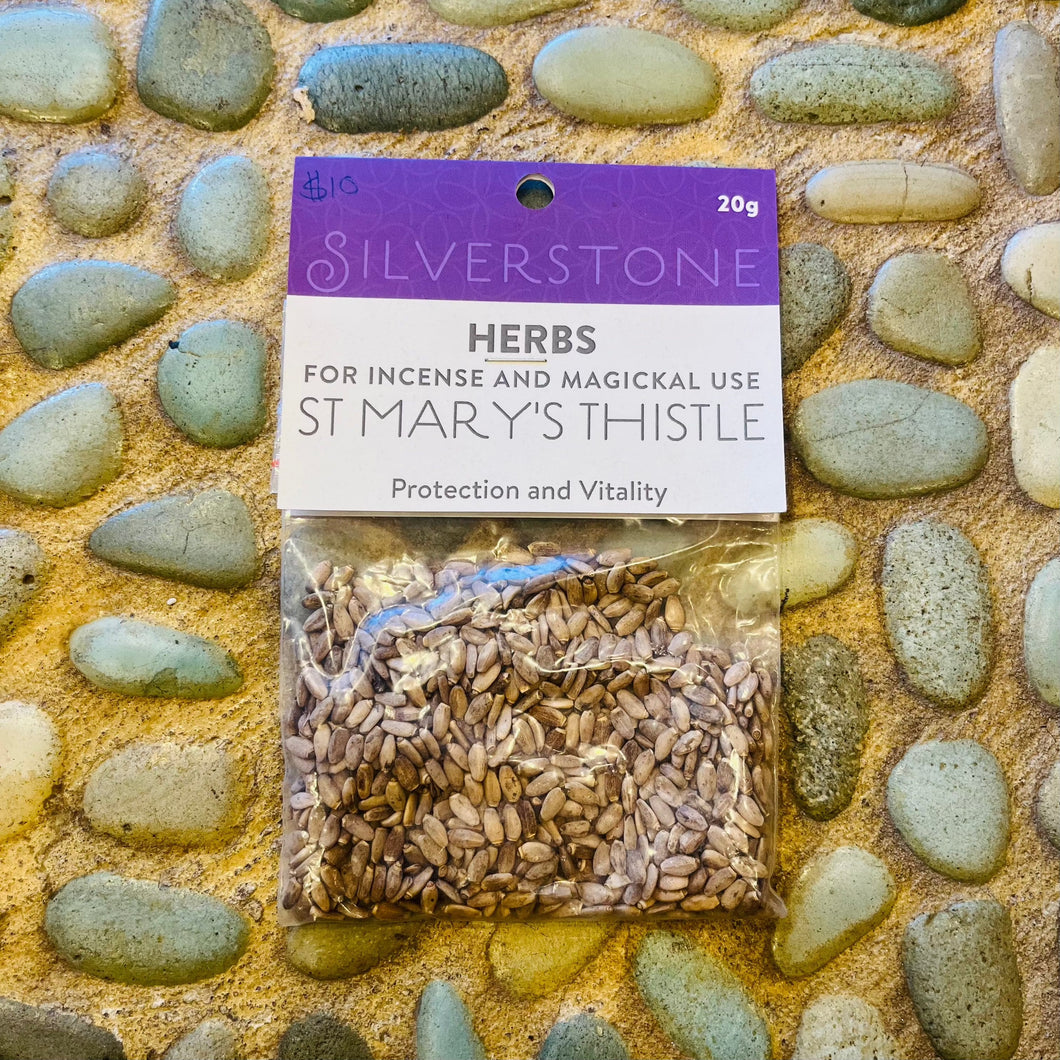 $10
20g
SILVERSTONE
HERBS
FOR INCENSE AND MAGICKAL USE
ST MARY'S THISTLE
Protection and Vitality